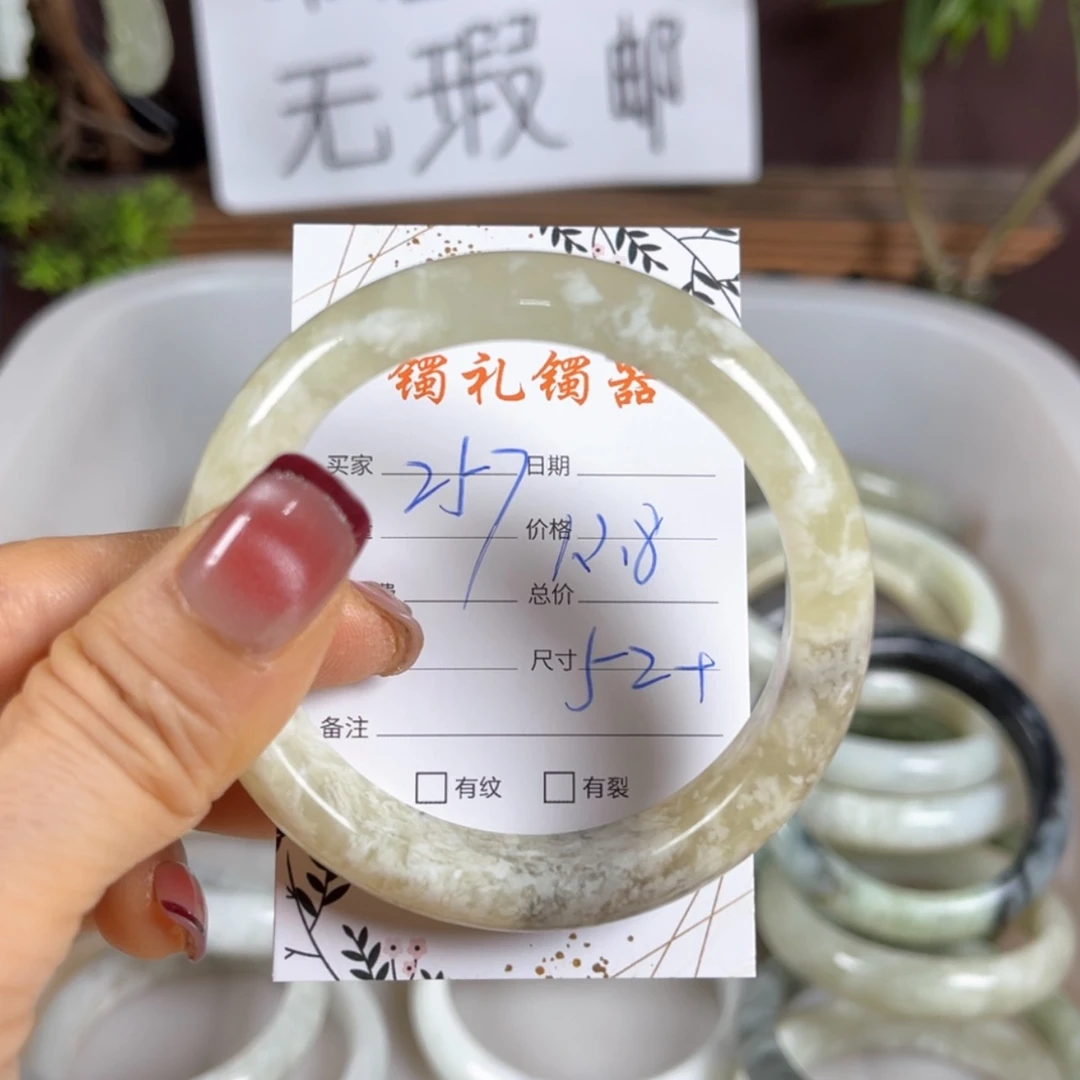 无瑕 邮
镯礼镯器
买家 257 日期
价格 12.8
总价
尺寸 52+
备注
有纹 有裂